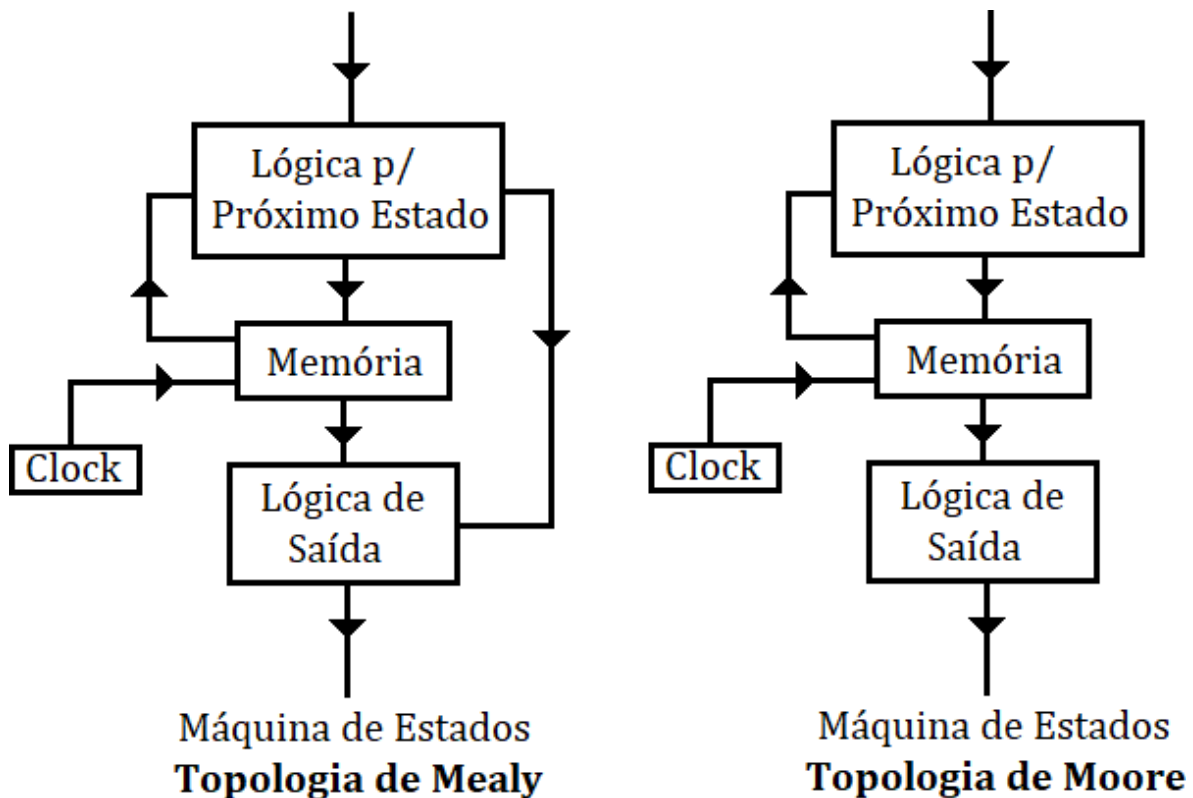 Lógica p/
Próximo Estado
Memória
Clock
Lógica de
Saída
Máquina de Estados
Topologia de Mealy
Lógica p/
Próximo Estado
Memória
Clock
Lógica de
Saída
Máquina de Estados
Topologia de Moore